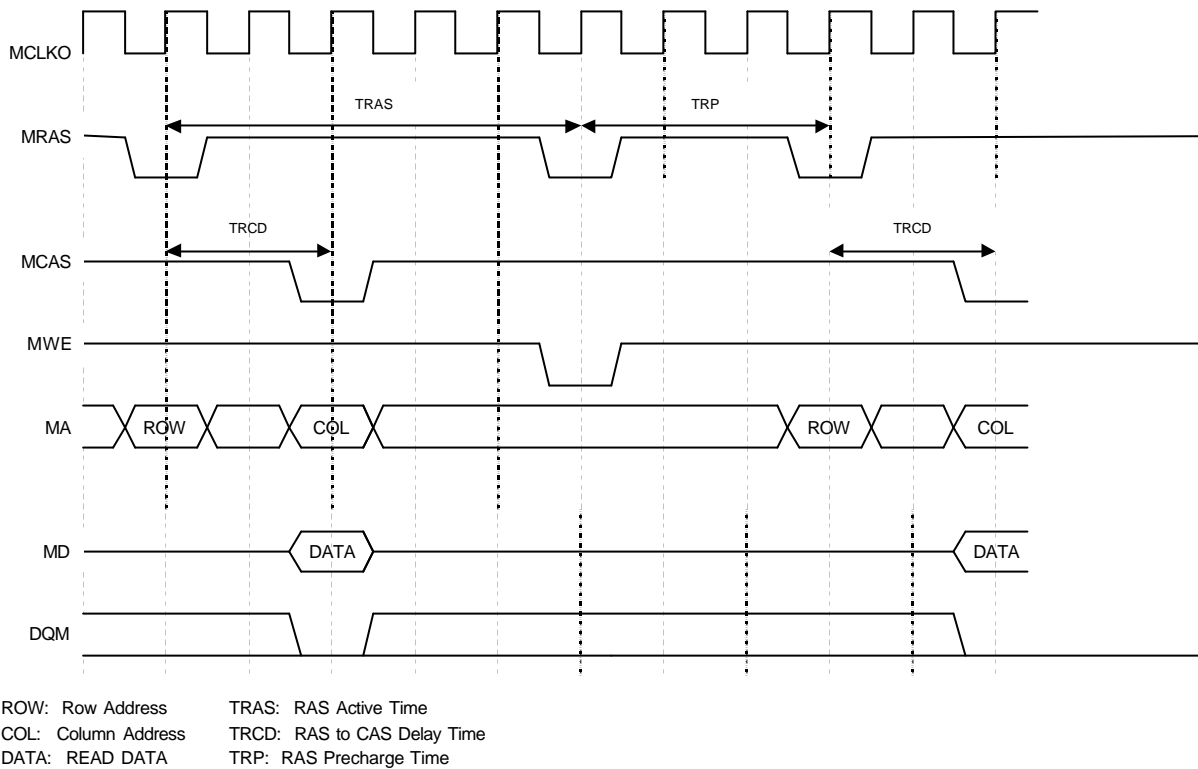 MCLKO
TRAS TRP
MRAS
TRCD TRCD
MCAS
MWE
MA ROW COL ROW COL
MD DATA DATA
DQM
ROW: Row Address TRAS: RAS Active Time
COL: Column Address TRCD: RAS to CAS Delay Time
DATA: READ DATA TRP: RAS Precharge Time